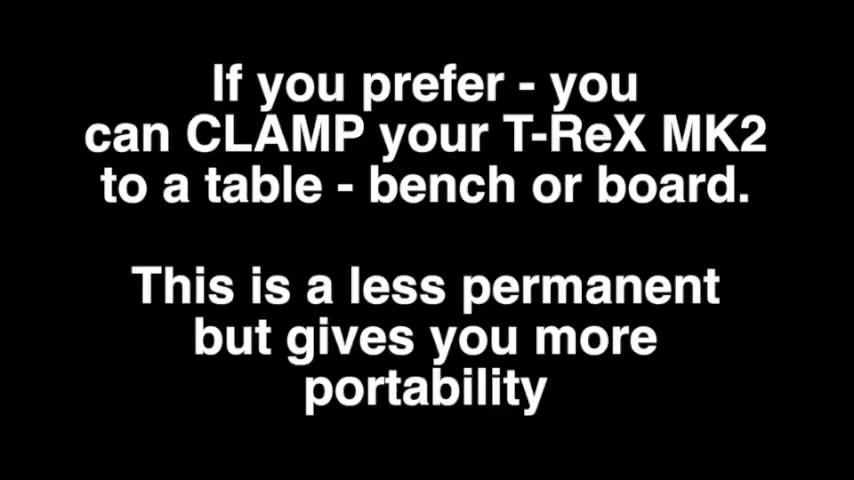 If you prefer - you
can CLAMP your T-ReX MK2
to a table - bench or board.
This is a less permanent
but gives you more
portability